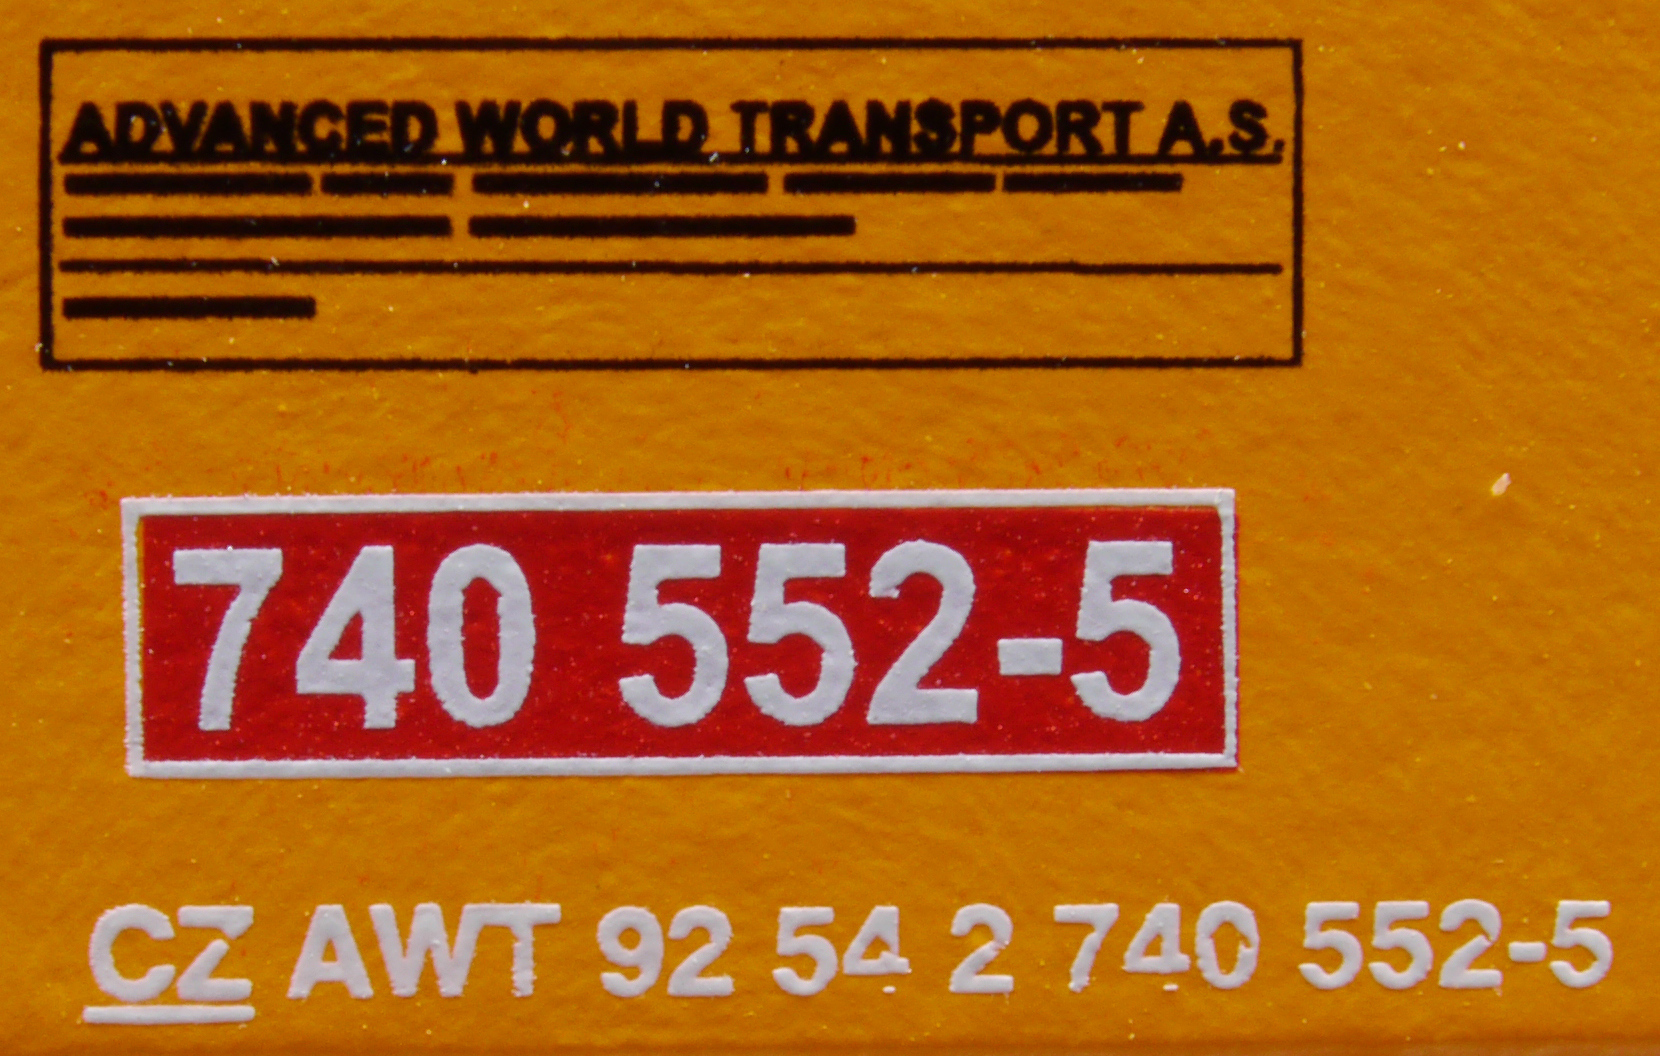 ADVANCED WORLD TRANSPORT A.S.
740 552-5
CZ AWT 92 54 2 740 552-5